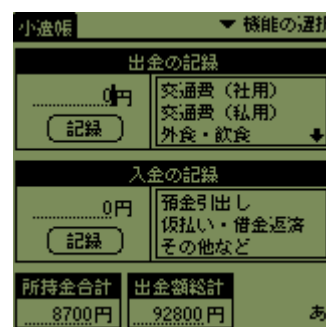 小遣帳 ▼ 機能の選択
出金の記録
0円
記録
交通費（社用）
交通費（私用）
外食・飲食
入金の記録
0円
記録
預金引出し
仮払い・借金返済
その他など
所持金合計
8700円
出金額総計
92800円
あ